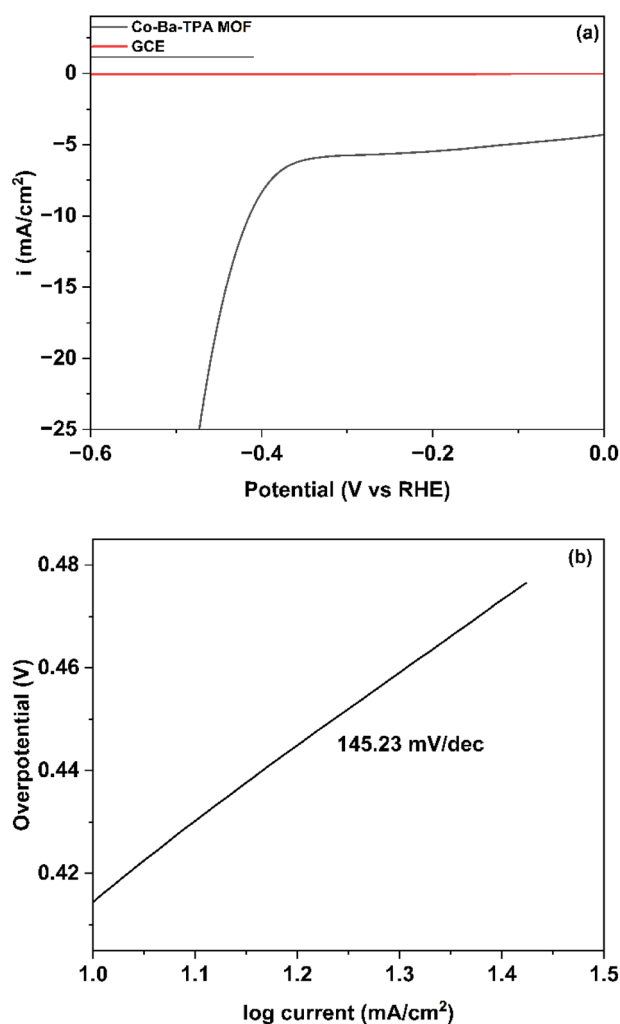 Co-Ba-TPA MOF
GCE
(a)
0
−5
−10
−15
−20
−25
i (mA/cm²)
−0.6
−0.4
−0.2
0.0
Potential (V vs RHE)
(b)
0.48
0.46
0.44
0.42
Overpotential (V)
145.23 mV/dec
1.0
1.1
1.2
1.3
1.4
1.5
log current (mA/cm²)